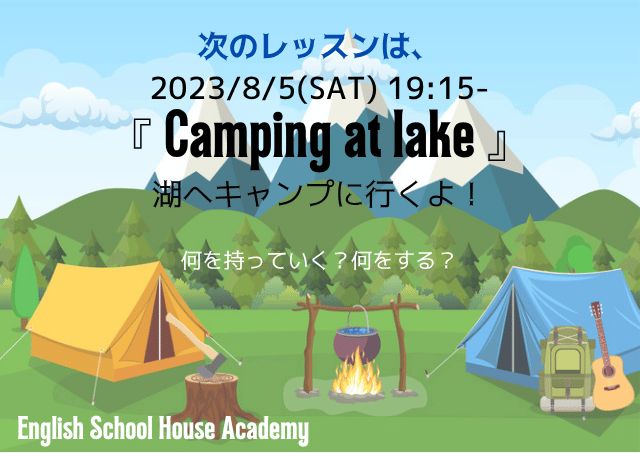 次のレッスンは、
2023/8/5(SAT) 19:15-
『 Camping at lake 』
湖へキャンプに行くよ！
何を持っていく？何をする？
English School House Academy